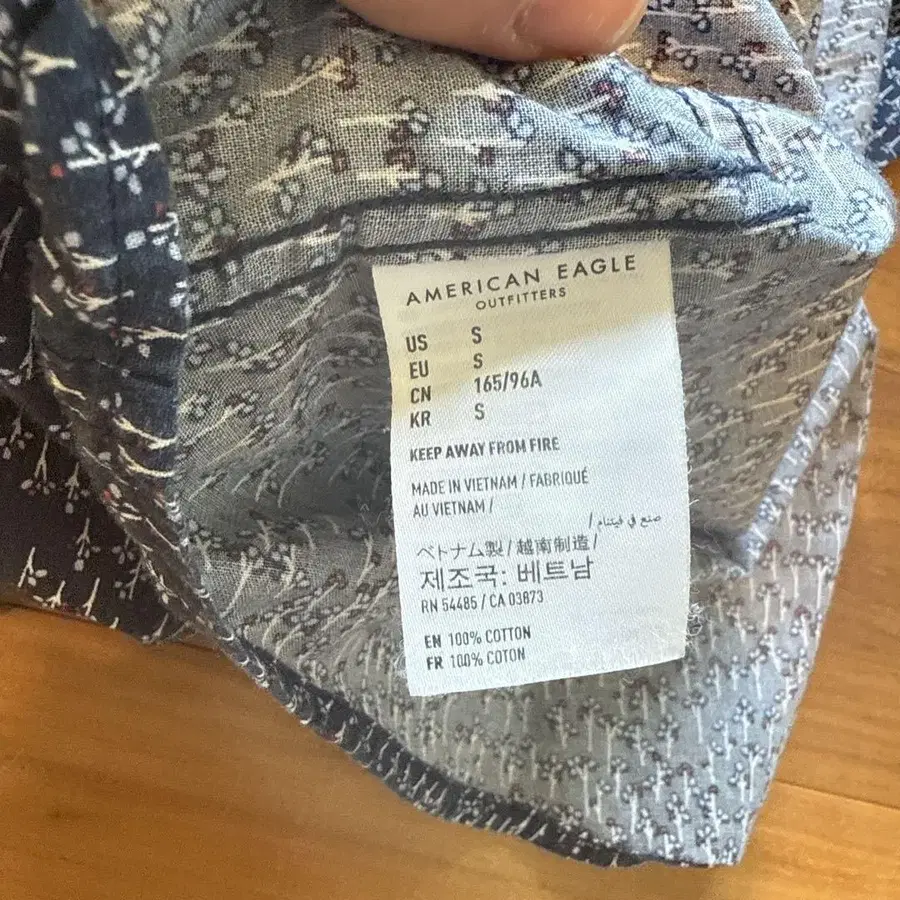 AMERICAN EAGLE
OUTFITTERS
US S
EU S
CN 165/96A
KR S
KEEP AWAY FROM FIRE
MADE IN VIETNAM / FABRIQUÉ
AU VIETNAM /
صنع في فيتنام /
ベトナム製 / 越南制造 /
제조국: 베트남
RN 54485 / CA 03873
EN 100% COTTON
FR 100% COTON